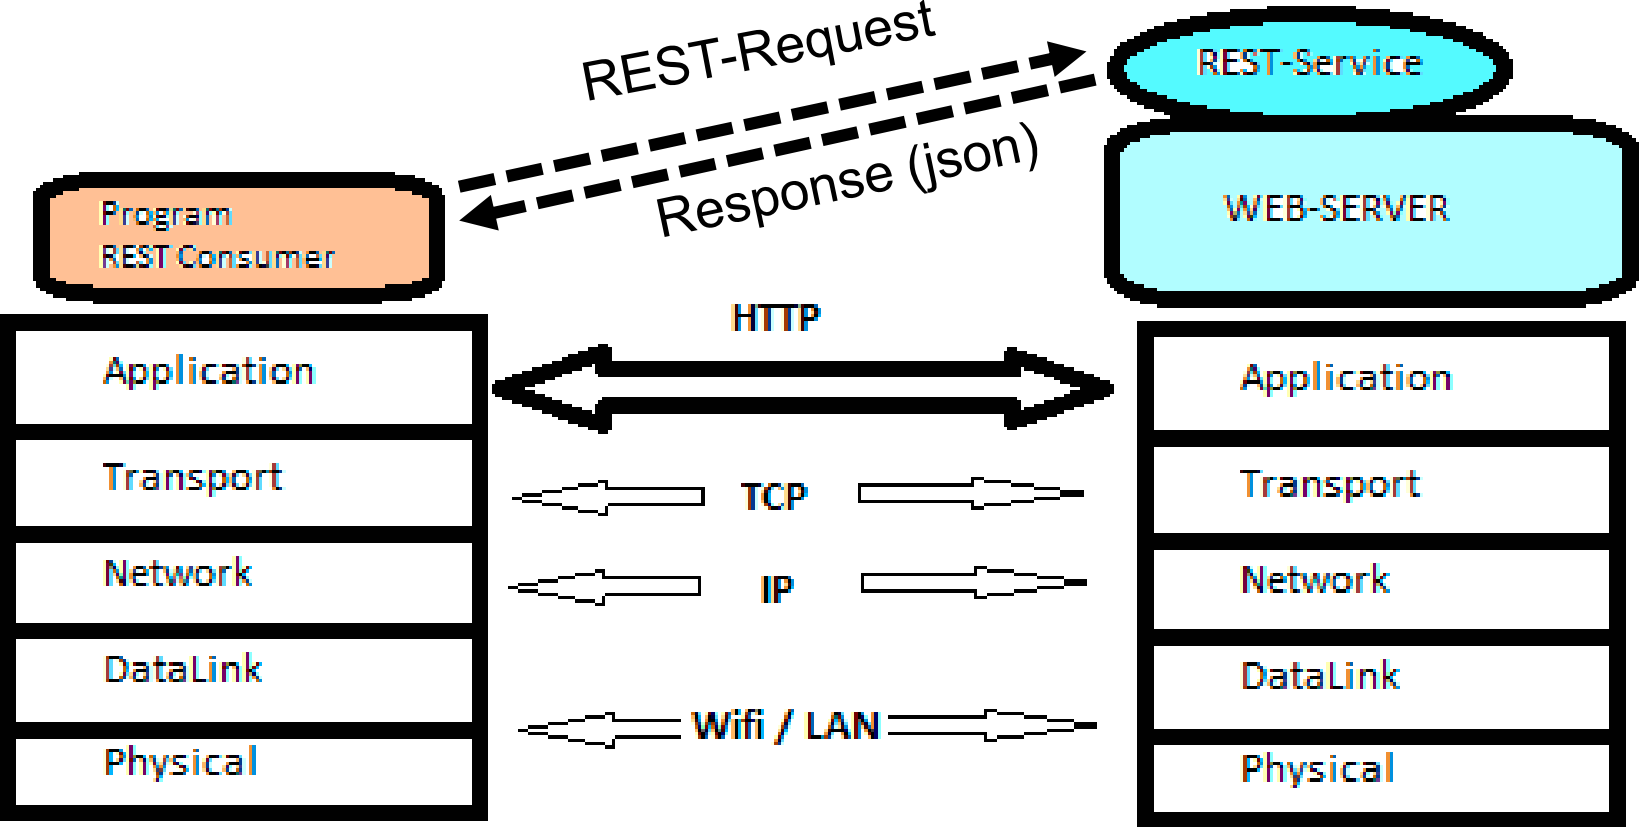 REST-Request
REST-Service
Response (json)
WEB-SERVER
Program
REST Consumer
HTTP
Application
Application
Transport
TCP
Transport
Network
IP
Network
DataLink
DataLink
Wifi / LAN
Physical
Physical